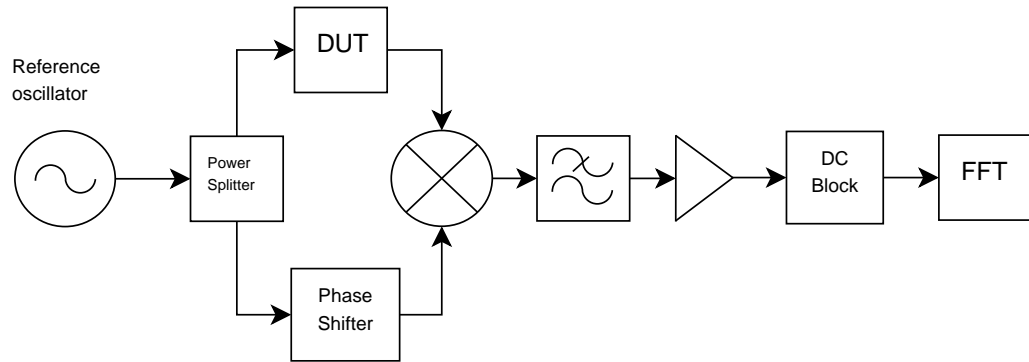 Reference
oscillator
Power
Splitter
DUT
Phase
Shifter
DC
Block
FFT